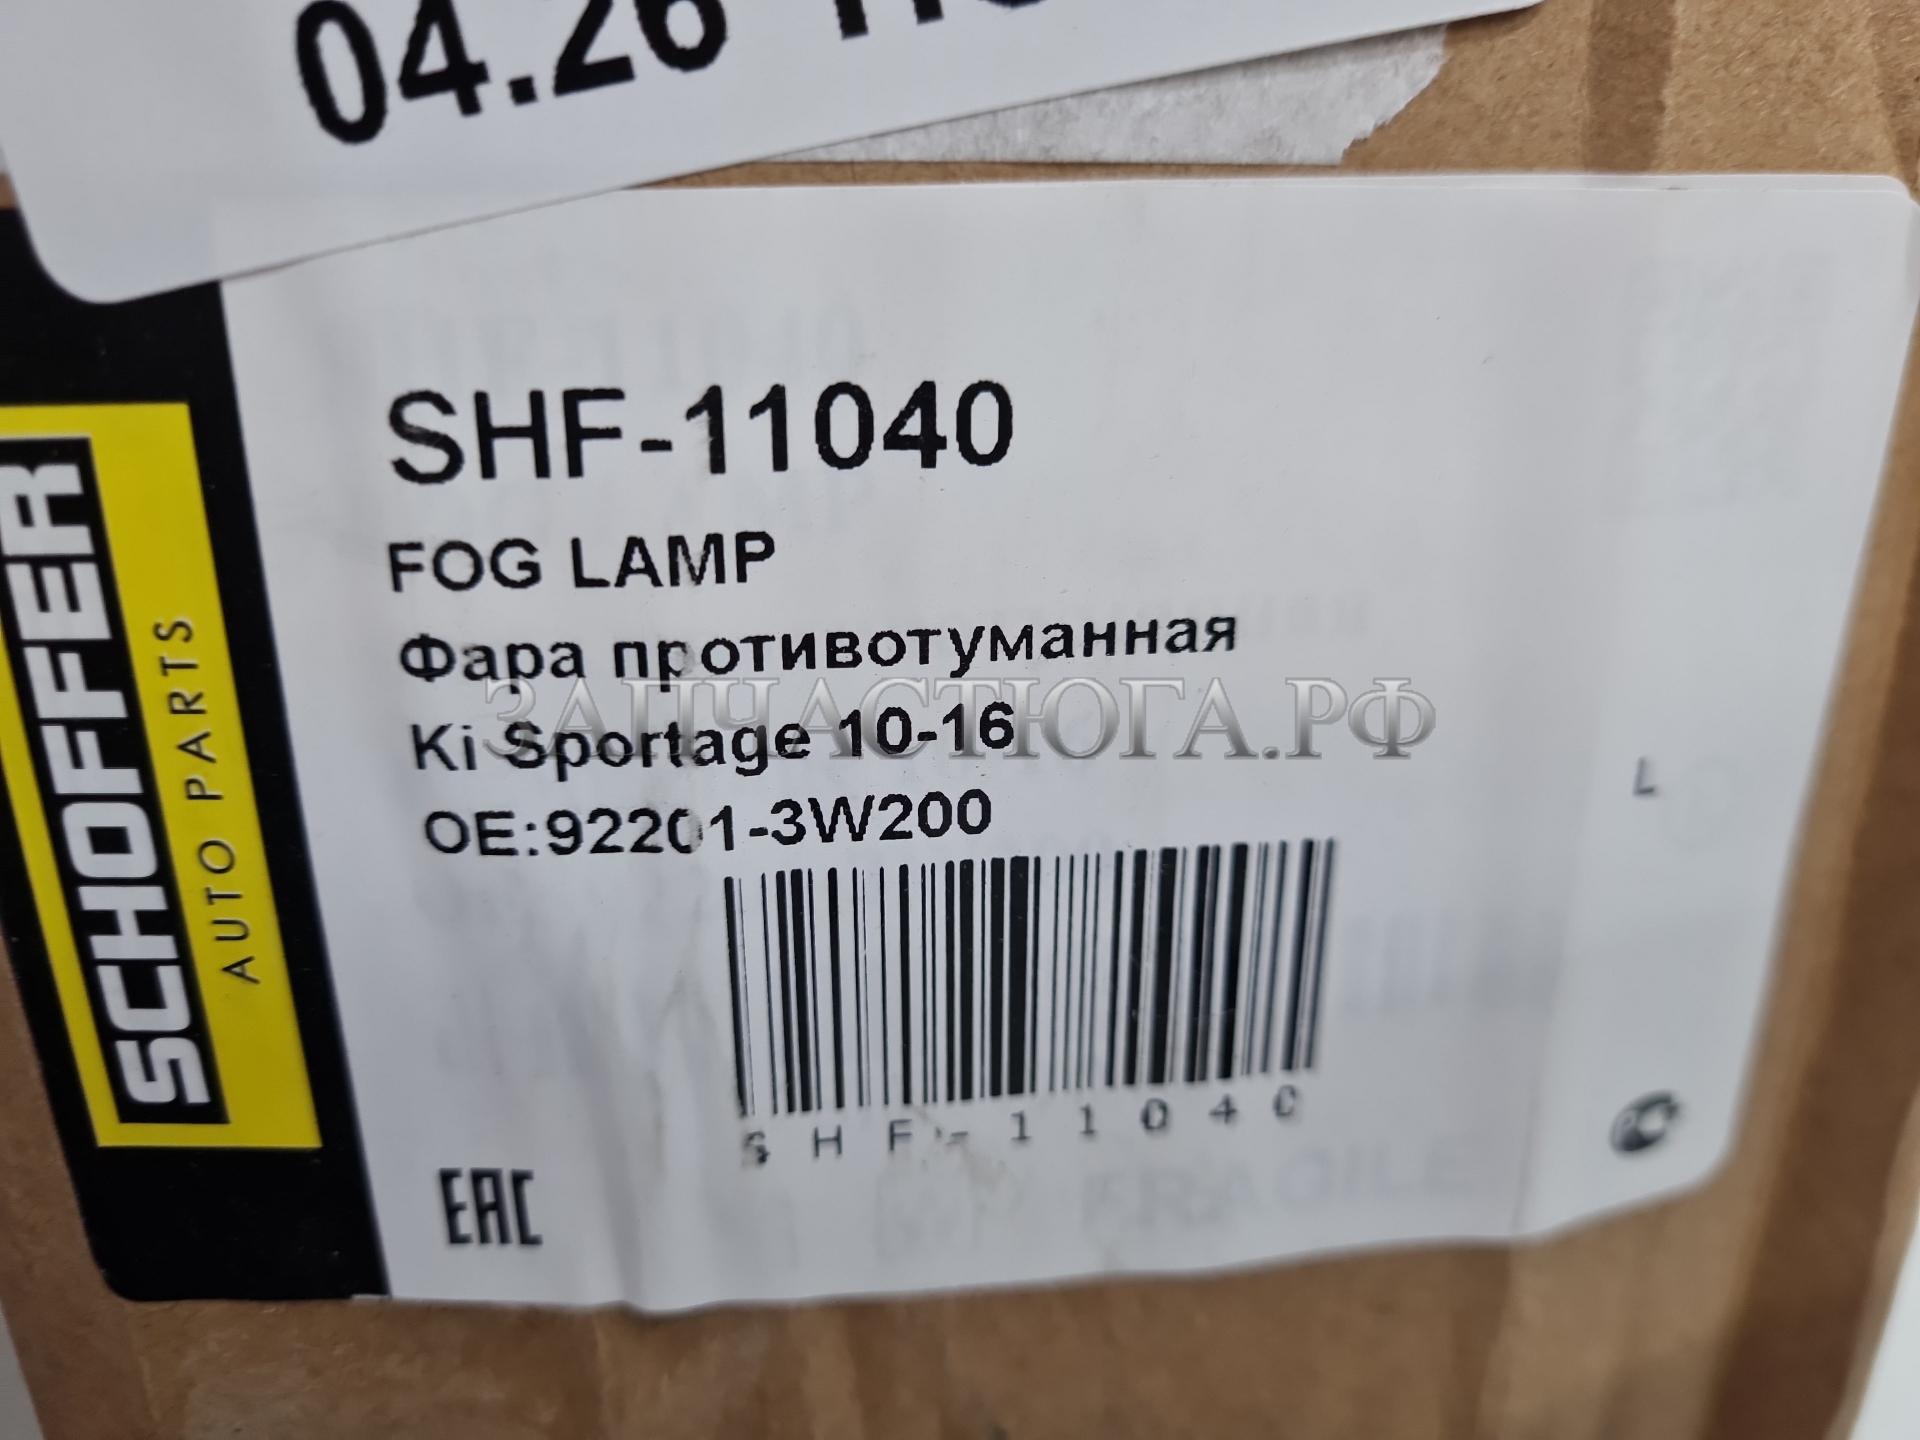 04.26
SCHOFFER
AUTO PARTS
SHF-11040
FOG LAMP
Фара противотуманная
ЗАПЧАСТЮГА.РФ
Ki Sportage 10-16
OE:92201-3W200
L
SHF-11040
EAC
FRAGILE